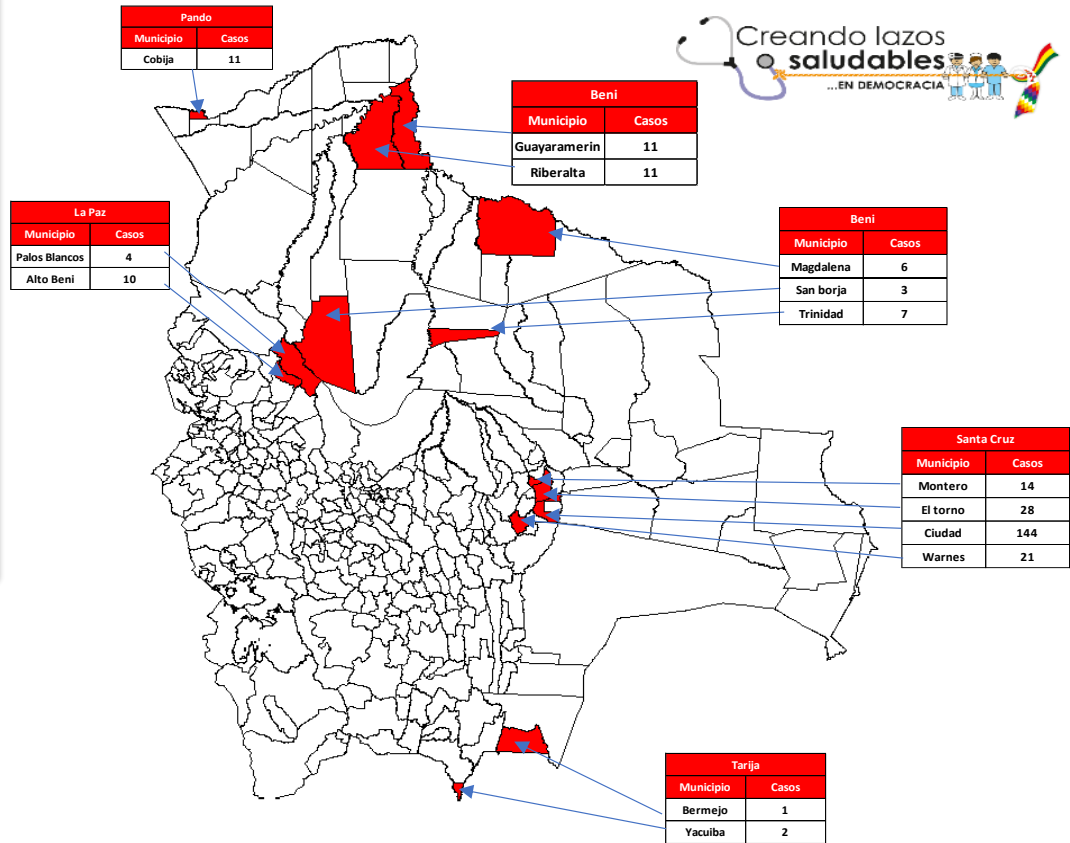 Pando
Municipio Casos
Cobija 11
Creando lazos
saludables
...EN DEMOCRACIA
Beni
Municipio Casos
Guayaramerin 11
Riberalta 11
La Paz
Municipio Casos
Palos Blancos 4
Alto Beni 10
Beni
Municipio Casos
Magdalena 6
San borja 3
Trinidad 7
Santa Cruz
Municipio Casos
Montero 14
El torno 28
Ciudad 144
Warnes 21
Tarija
Municipio Casos
Bermejo 1
Yacuiba 2